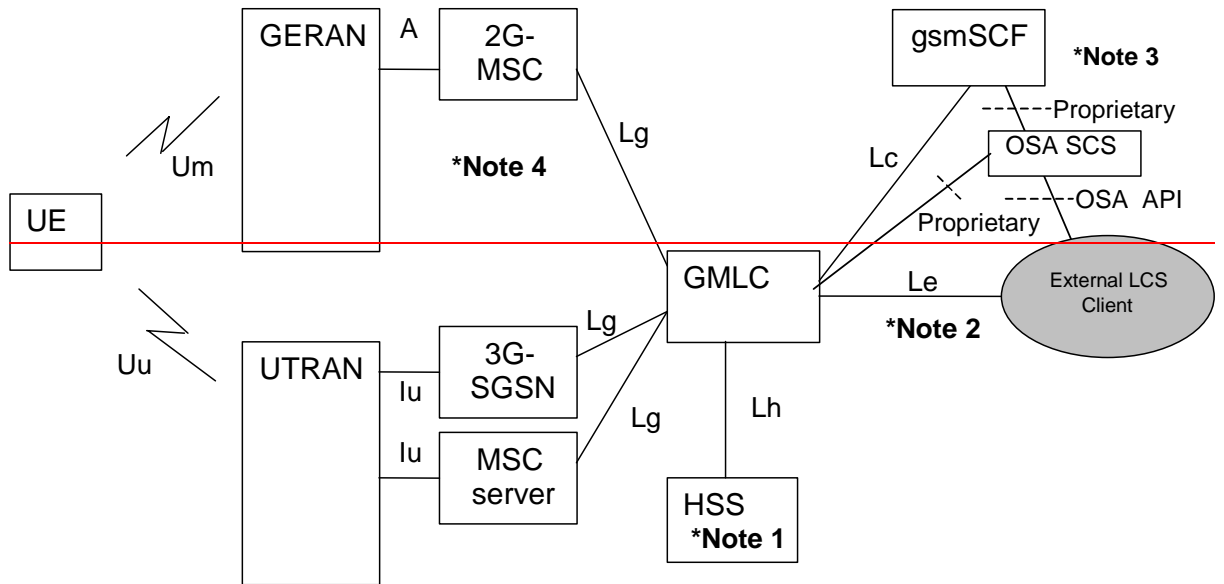 GERAN
A
2G-
MSC
gsmSCF
*Note 3
Proprietary
Um
*Note 4
Lg
Lc
OSA SCS
OSA API
Proprietary
UE
GMLC
Le
External LCS
Client
*Note 2
Uu
UTRAN
Iu
3G-
SGSN
Lg
Lg
Iu
MSC
server
Lh
HSS
*Note 1